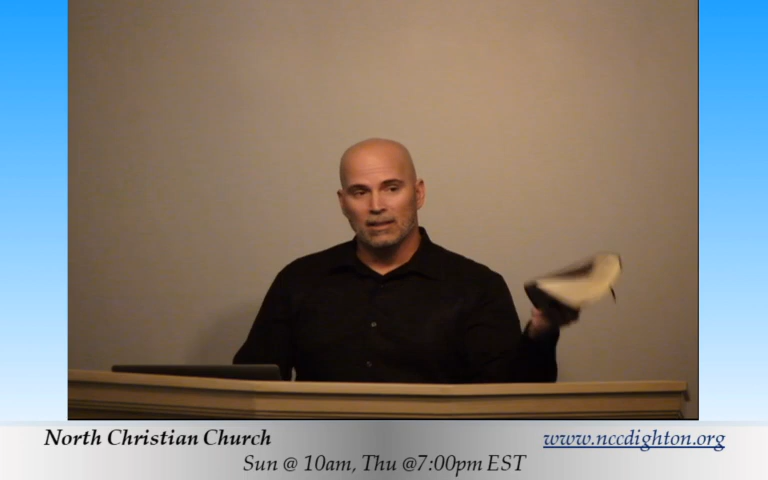 North Christian Church
www.nccdighton.org
Sun @ 10am, Thu @7:00pm EST